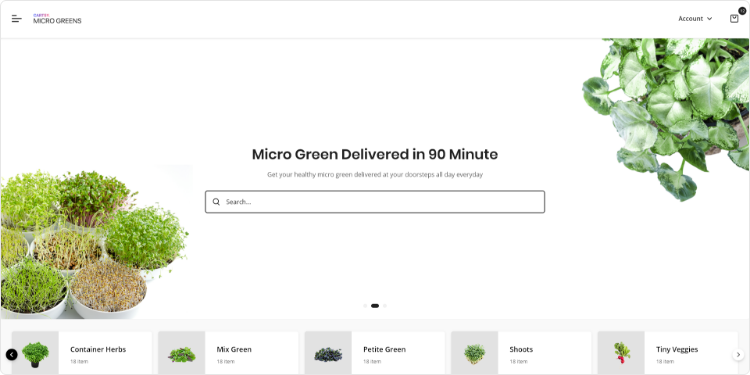 MICRO GREENS
Account
Micro Green Delivered in 90 Minute
Get your healthy micro green delivered at your doorsteps all day everyday
Search...
Container Herbs
18 item
Mix Green
18 item
Petite Green
18 item
Shoots
18 item
Tiny Veggies
18 item